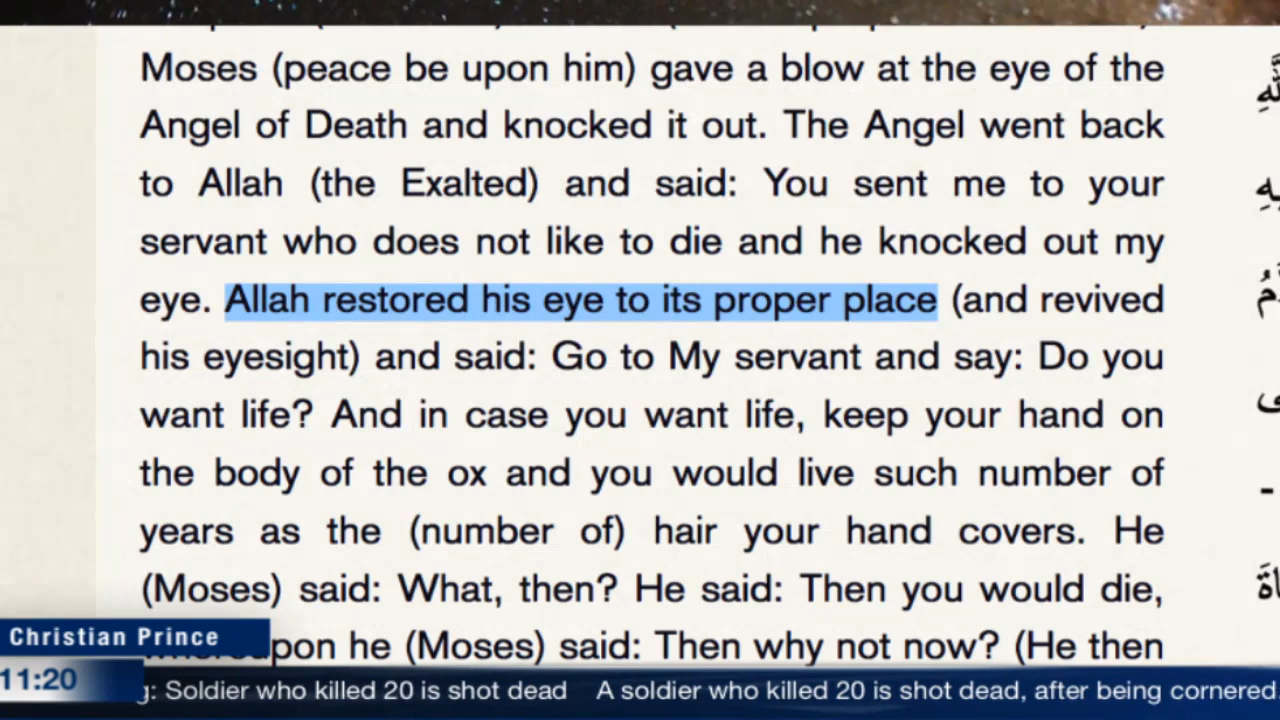 Moses (peace be upon him) gave a blow at the eye of the
Angel of Death and knocked it out. The Angel went back
to Allah (the Exalted) and said: You sent me to your
servant who does not like to die and he knocked out my
eye. Allah restored his eye to its proper place (and revived
his eyesight) and said: Go to My servant and say: Do you
want life? And in case you want life, keep your hand on
the body of the ox and you would live such number of
years as the (number of) hair your hand covers. He
(Moses) said: What, then? He said: Then you would die,
he (Moses) said: Then why not now? (He then
Christian Prince
11:20
Soldier who killed 20 is shot dead A soldier who killed 20 is shot dead, after being cornered.